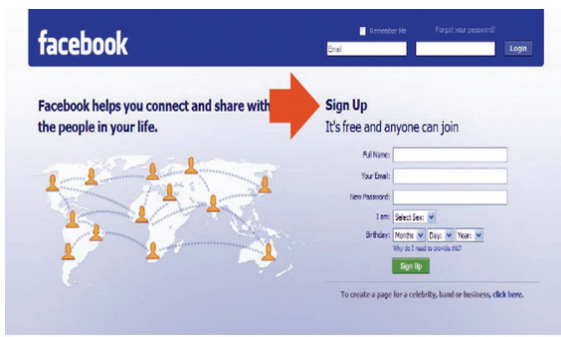 facebook
Remember Me
Forgot your password?
Email
Login
Facebook helps you connect and share with
the people in your life.
Sign Up
It's free and anyone can join
Full Name:
Your Email:
New Password:
I am: Select Sex:
Birthday: Month: Day: Year:
Why do I need to provide this?
Sign Up
To create a page for a celebrity, band or business, click here.